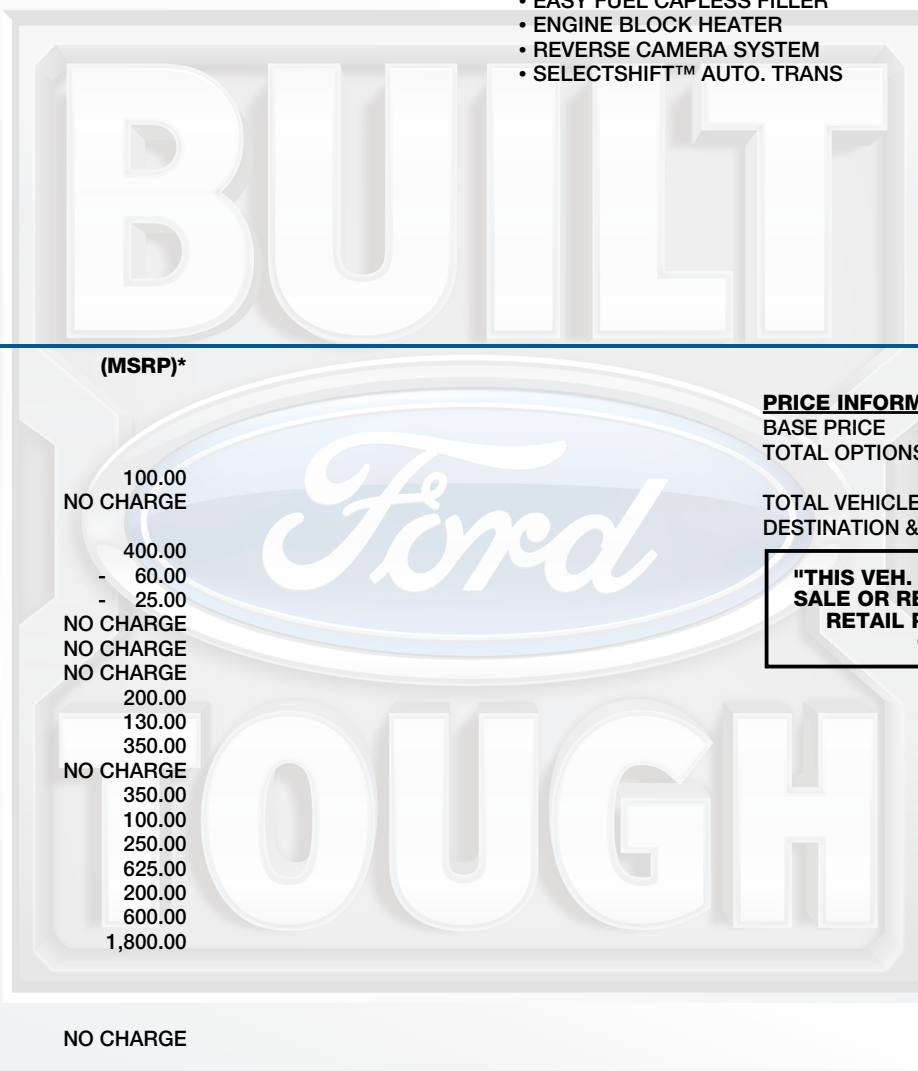 • EASY FUEL CAPLESS FILLER
• ENGINE BLOCK HEATER
• REVERSE CAMERA SYSTEM
• SELECTSHIFT™ AUTO. TRANS
BUILT
(MSRP)*
100.00
NO CHARGE
400.00
- 60.00
- 25.00
NO CHARGE
NO CHARGE
NO CHARGE
200.00
130.00
350.00
NO CHARGE
350.00
100.00
250.00
625.00
200.00
600.00
1,800.00
NO CHARGE
Ford
TOUGH
PRICE INFORM
BASE PRICE
TOTAL OPTIONS
TOTAL VEHICLE
DESTINATION &
"THIS VEH.
SALE OR RE
RETAIL